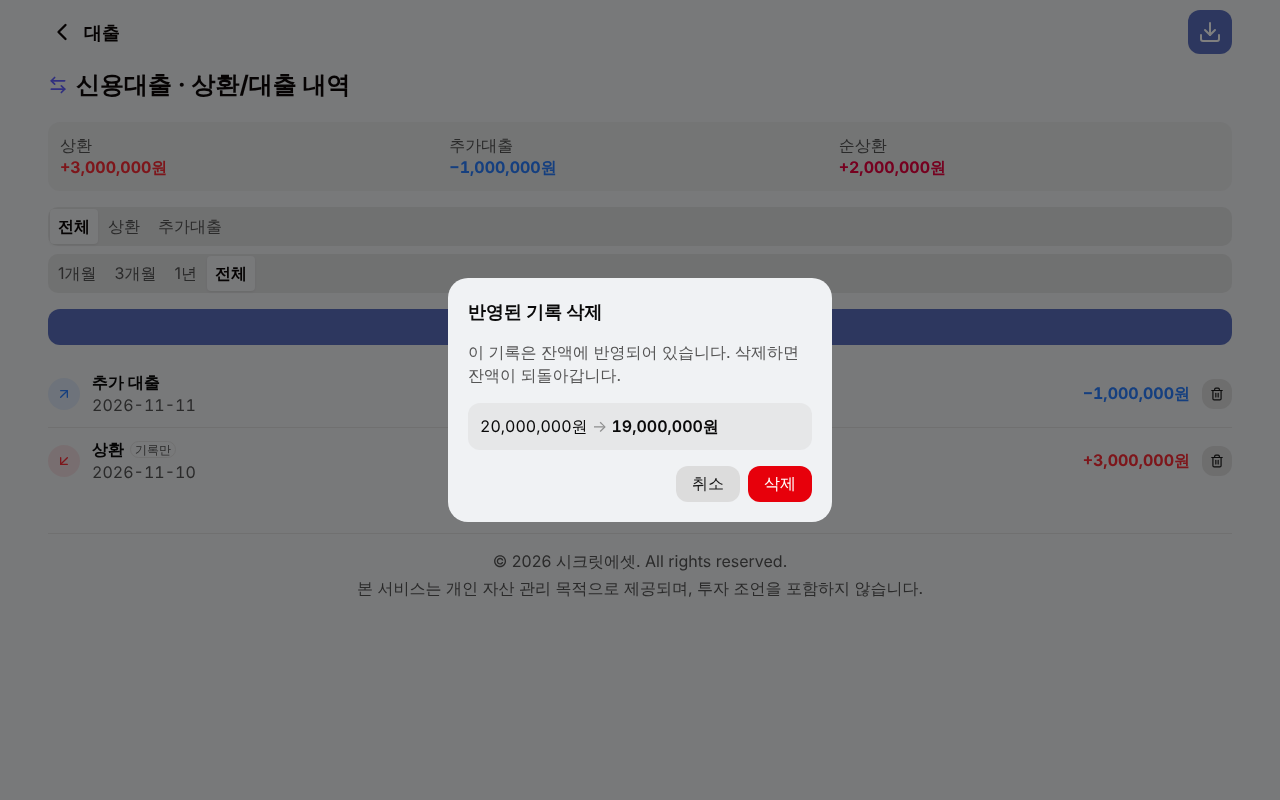 대출
신용대출 · 상환/대출 내역
상환 추가대출 순상환
+3,000,000원 −1,000,000원 +2,000,000원
전체 상환 추가대출
1개월 3개월 1년 전체
반영된 기록 삭제
이 기록은 잔액에 반영되어 있습니다. 삭제하면
잔액이 되돌아갑니다.
20,000,000원 → 19,000,000원
취소 삭제
추가 대출
2026-11-11
−1,000,000원
상환 기록만
2026-11-10
+3,000,000원
© 2026 시크릿에셋. All rights reserved.
본 서비스는 개인 자산 관리 목적으로 제공되며, 투자 조언을 포함하지 않습니다.